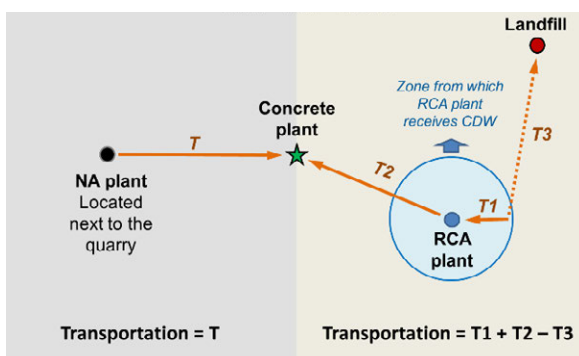 Landfill
Zone from which
RCA plant
receives CDW
T3
Concrete
plant
T
T2
NA plant
Located
next to the
quarry
T1
RCA
plant
Transportation = T
Transportation = T1 + T2 – T3